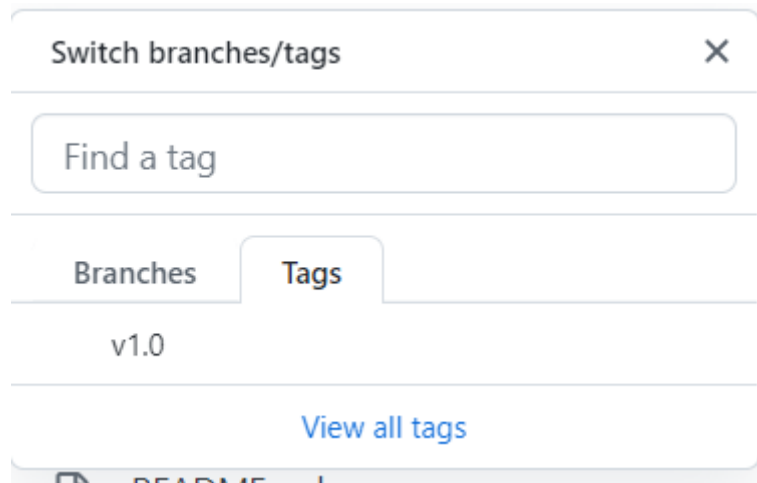 Switch branches/tags
Find a tag
Branches Tags
v1.0
View all tags